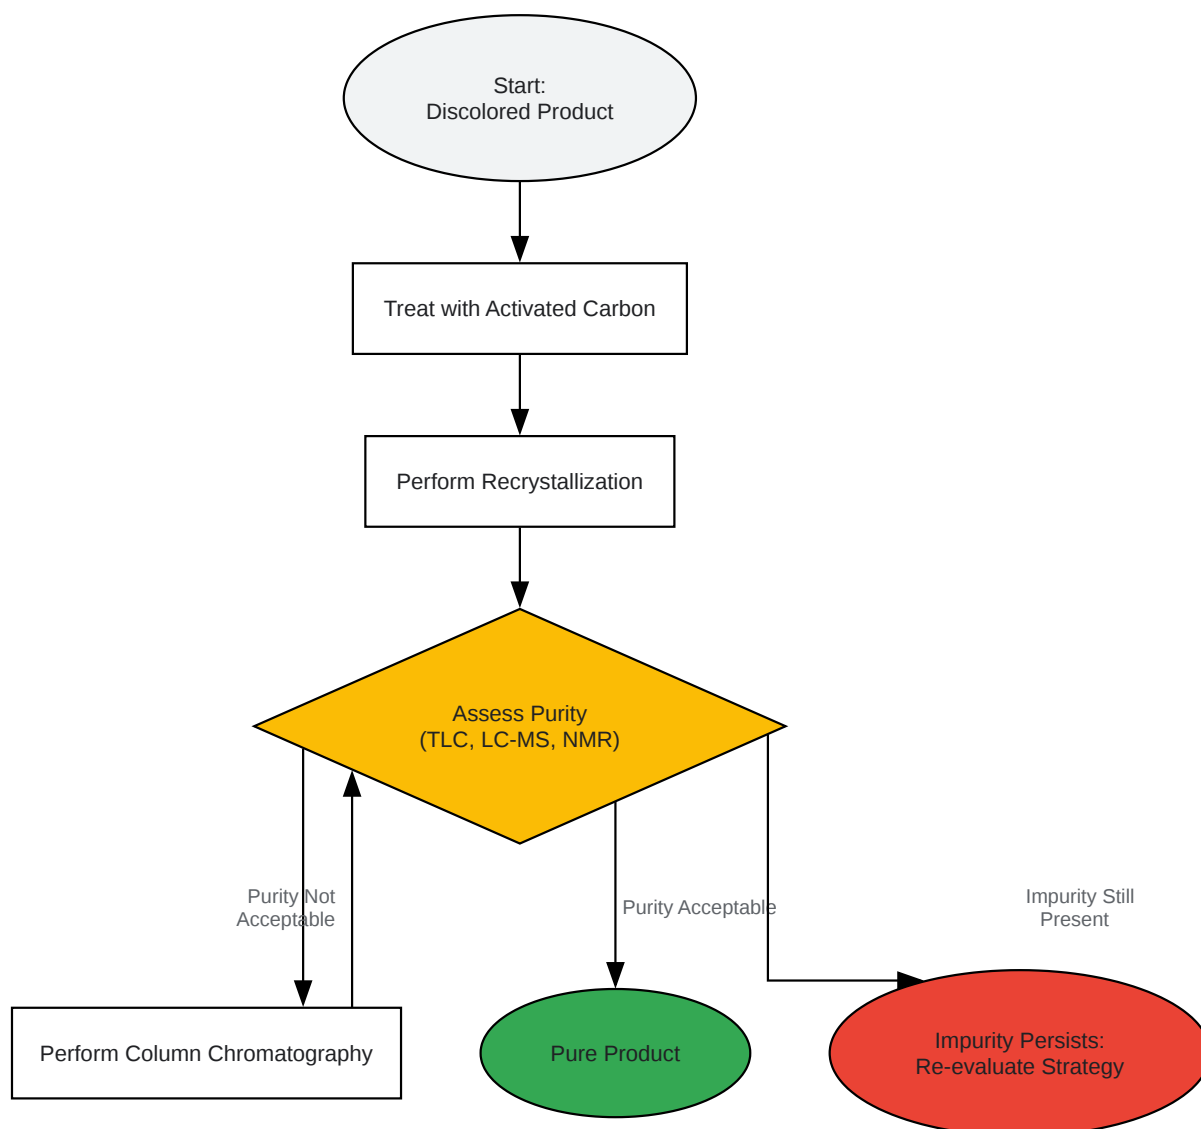 Start:
Discolored Product
Treat with Activated Carbon
Perform Recrystallization
Assess Purity
(TLC, LC-MS, NMR)
Purity Not
Acceptable
Purity Acceptable
Impurity Still
Present
Perform Column Chromatography
Pure Product
Impurity Persists:
Re-evaluate Strategy